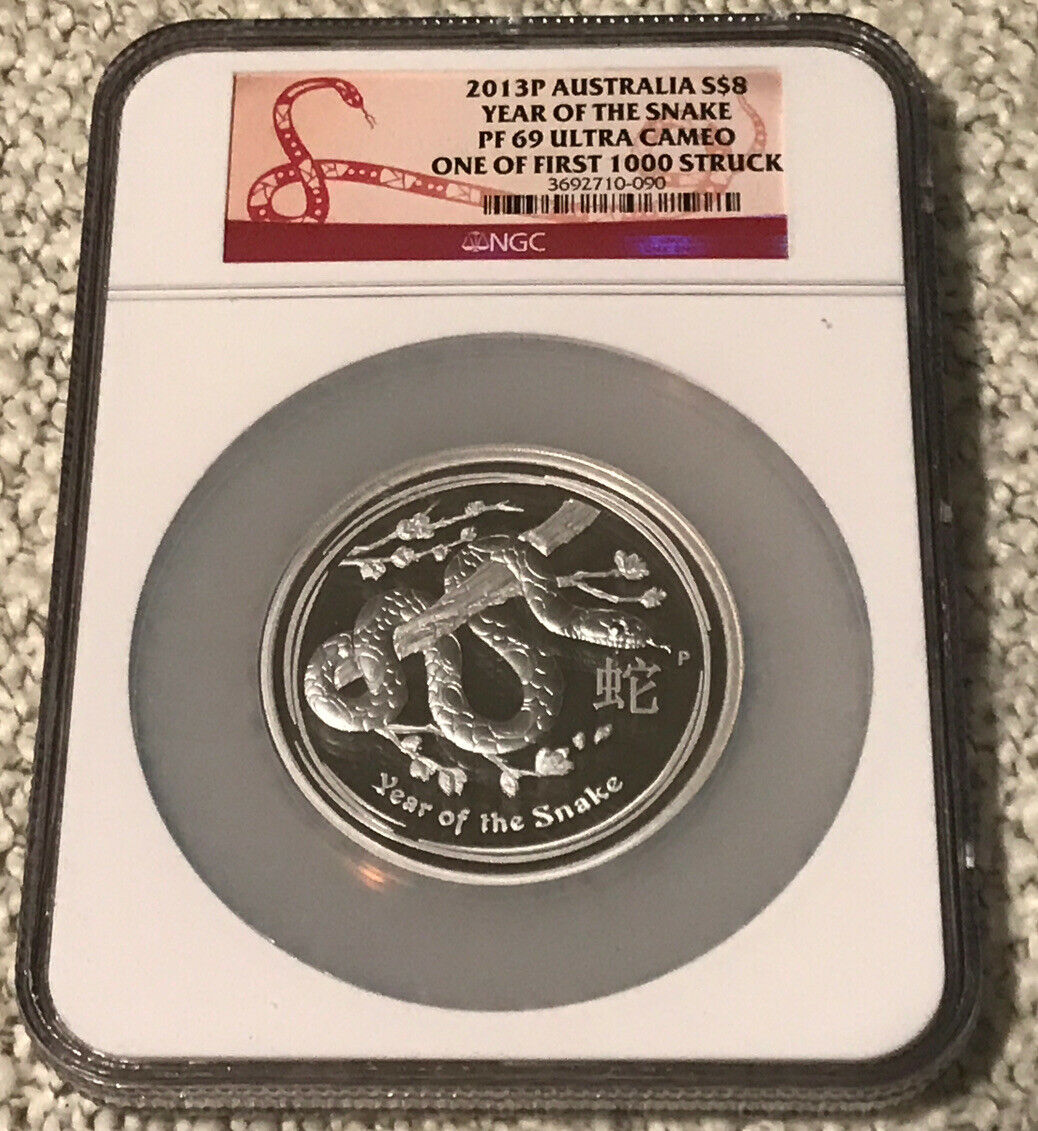 2013P AUSTRALIA S$8
YEAR OF THE SNAKE
PF 69 ULTRA CAMEO
ONE OF FIRST 1000 STRUCK
3692710-090
NGC
P
蛇
Year of the Snake